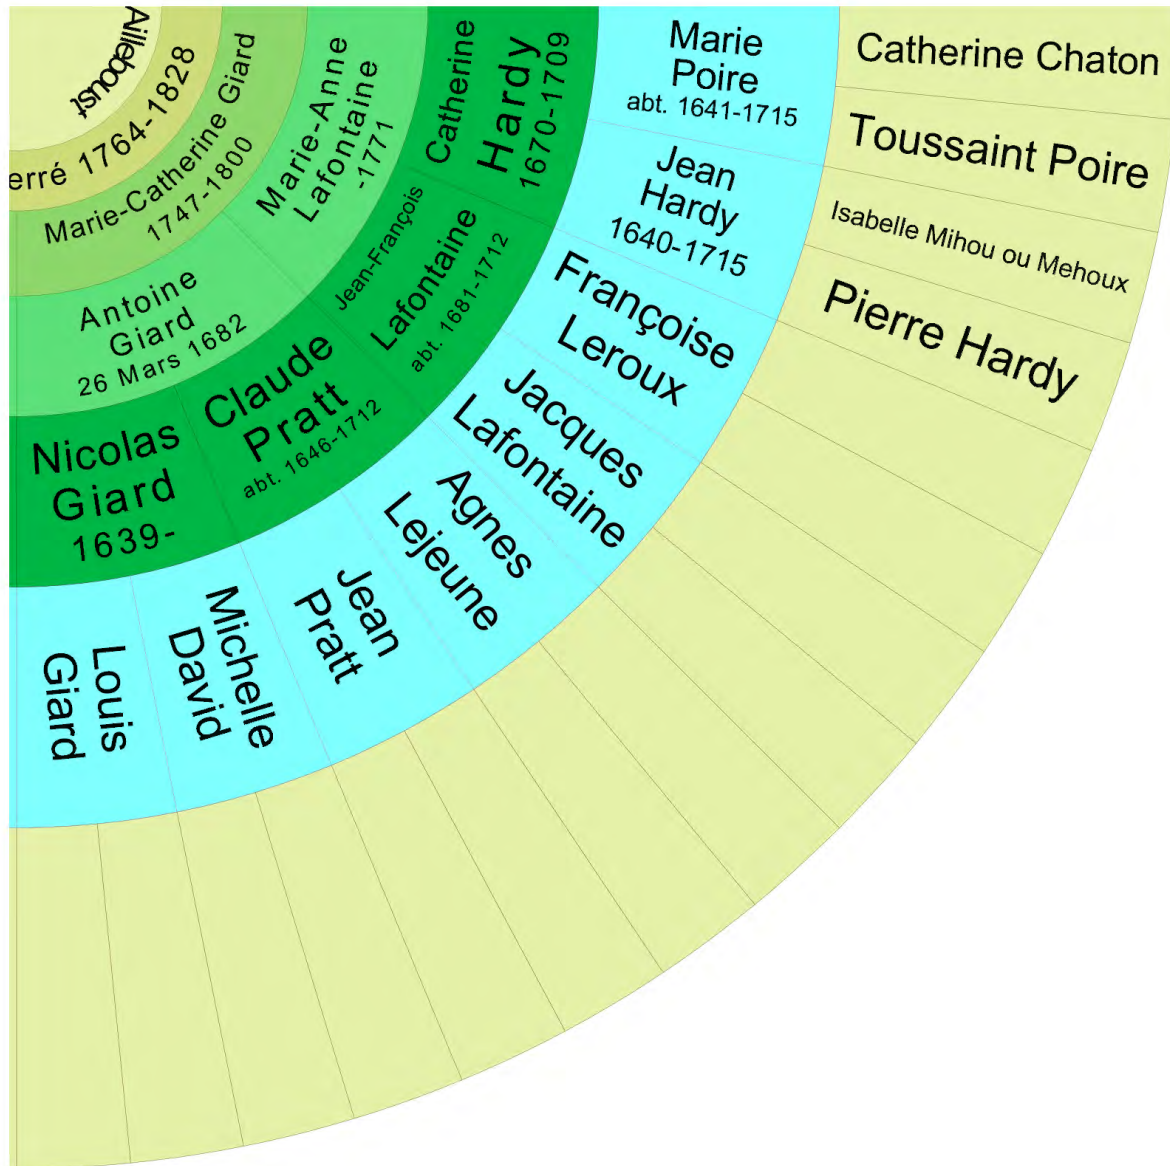 Ailleboust
erré 1764-1828
Marie-Catherine Giard
1747-1800
Marie-Anne
Lafontaine
-1771
Antoine
Giard
26 Mars 1682
Catherine
Hardy
1670-1709
Jean-François
Lafontaine
abt. 1681-1712
Claude
Pratt
abt. 1646-1712
Nicolas
Giard
1639-
Marie
Poire
abt. 1641-1715
Jean
Hardy
1640-1715
Françoise
Leroux
Jacques
Lafontaine
Agnes
Lejeune
Jean
Pratt
Michelle
David
Louis
Giard
Catherine Chaton
Toussaint Poire
Isabelle Mihou ou Mehoux
Pierre Hardy